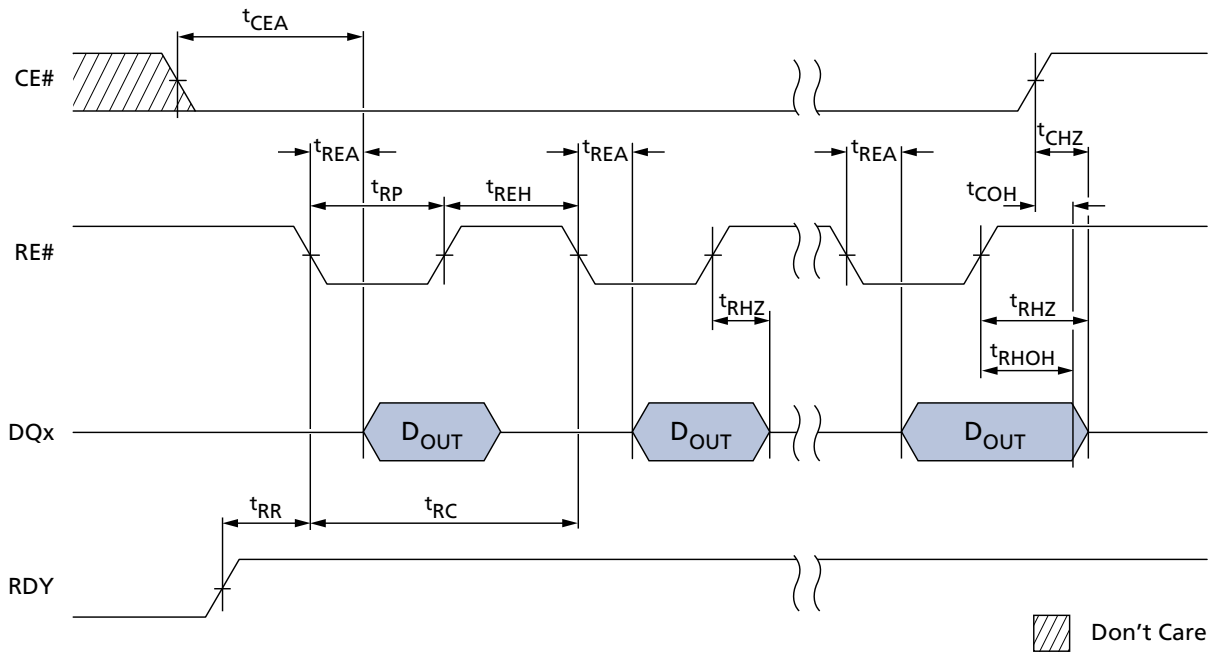 tCEA
CE#
tCHZ
tREA
tREA
tREA
tRP
tREH
tCOH
RE#
tRHZ
tRHZ
tRHOH
DQx
DOUT
DOUT
DOUT
tRR
tRC
RDY
Don't Care